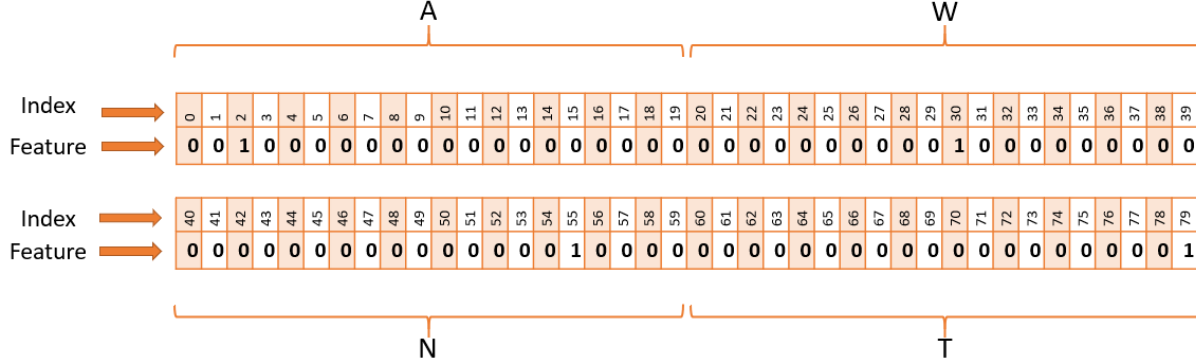 A W
Index 0 1 2 3 4 5 6 7 8 9 10 11 12 13 14 15 16 17 18 19 20 21 22 23 24 25 26 27 28 29 30 31 32 33 34 35 36 37 38 39
Feature 0 0 1 0 0 0 0 0 0 0 0 0 0 0 0 0 0 0 0 0 0 0 0 0 0 0 0 0 0 0 1 0 0 0 0 0 0 0 0 0
Index 40 41 42 43 44 45 46 47 48 49 50 51 52 53 54 55 56 57 58 59 60 61 62 63 64 65 66 67 68 69 70 71 72 73 74 75 76 77 78 79
Feature 0 0 0 0 0 0 0 0 0 0 0 0 0 0 0 1 0 0 0 0 0 0 0 0 0 0 0 0 0 0 0 0 0 0 0 0 0 0 0 1
N T